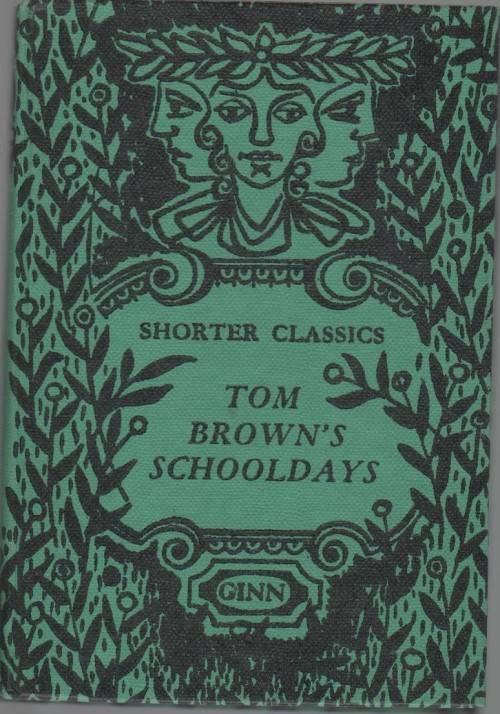 SHORTER CLASSICS
TOM
BROWN'S
SCHOOLDAYS
GINN